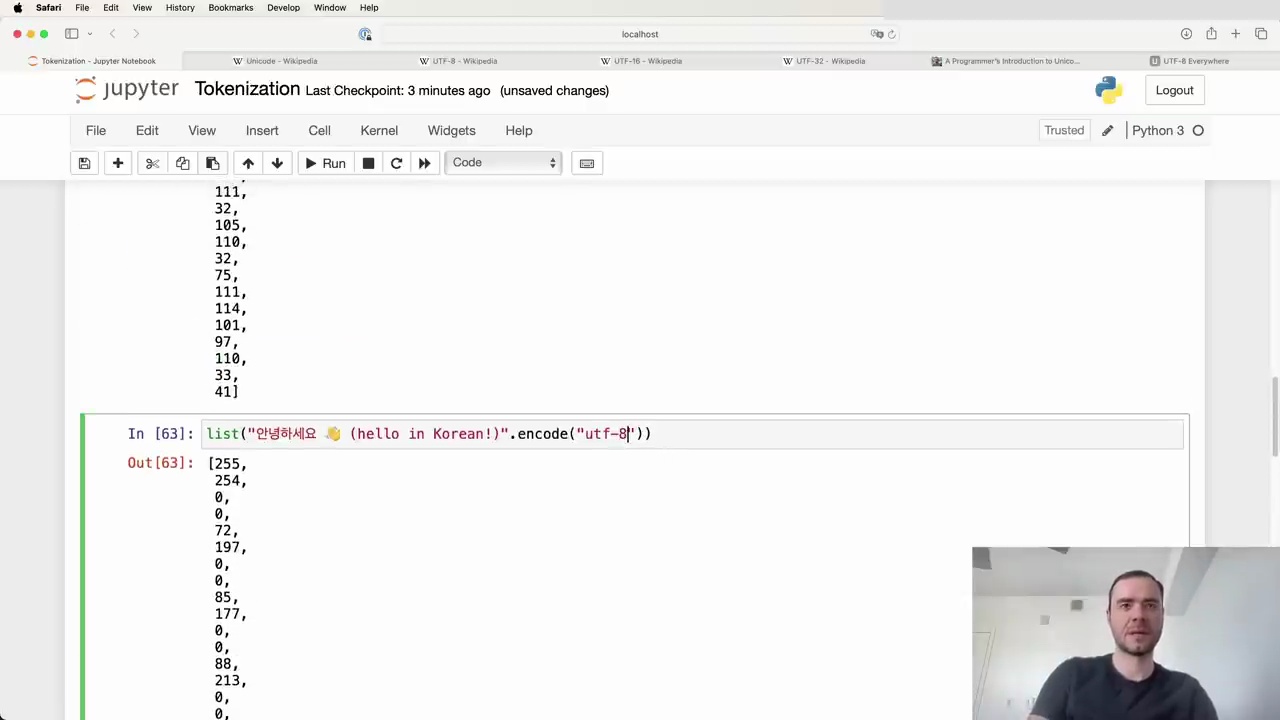 Safari File Edit View History Bookmarks Develop Window Help
localhost
Tokenization - Jupyter Notebook
Unicode - Wikipedia
UTF-8 - Wikipedia
UTF-16 - Wikipedia
UTF-32 - Wikipedia
A Programmer's Introduction to Unico...
UTF-8 Everywhere
jupyter Tokenization Last Checkpoint: 3 minutes ago (unsaved changes) Logout
File Edit View Insert Cell Kernel Widgets Help Trusted Python 3
Run Code
111,
32,
105,
110,
32,
75,
111,
114,
101,
97,
110,
33,
41]
In [63]: list("안녕하세요 👋 (hello in Korean!)".encode("utf-8"))
Out[63]: [255,
254,
0,
0,
72,
197,
0,
0,
85,
177,
0,
0,
88,
213,
0,
0,